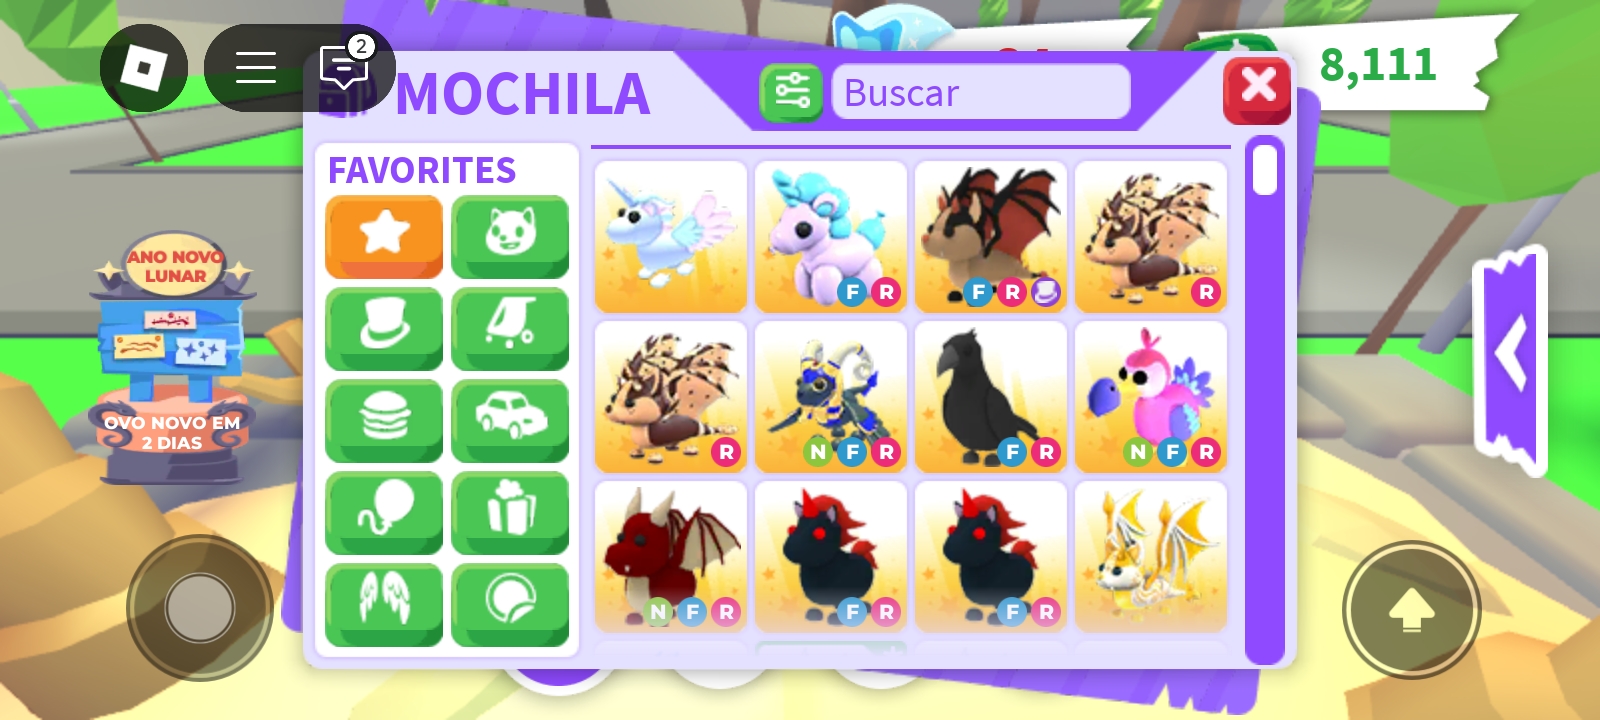 2
8,111
MOCHILA
Buscar
FAVORITES
F R
F R
R
R
N F R
F R
N F R
N F R
F R
F R
ANO NOVO
LUNAR
OVO NOVO EM
2 DIAS